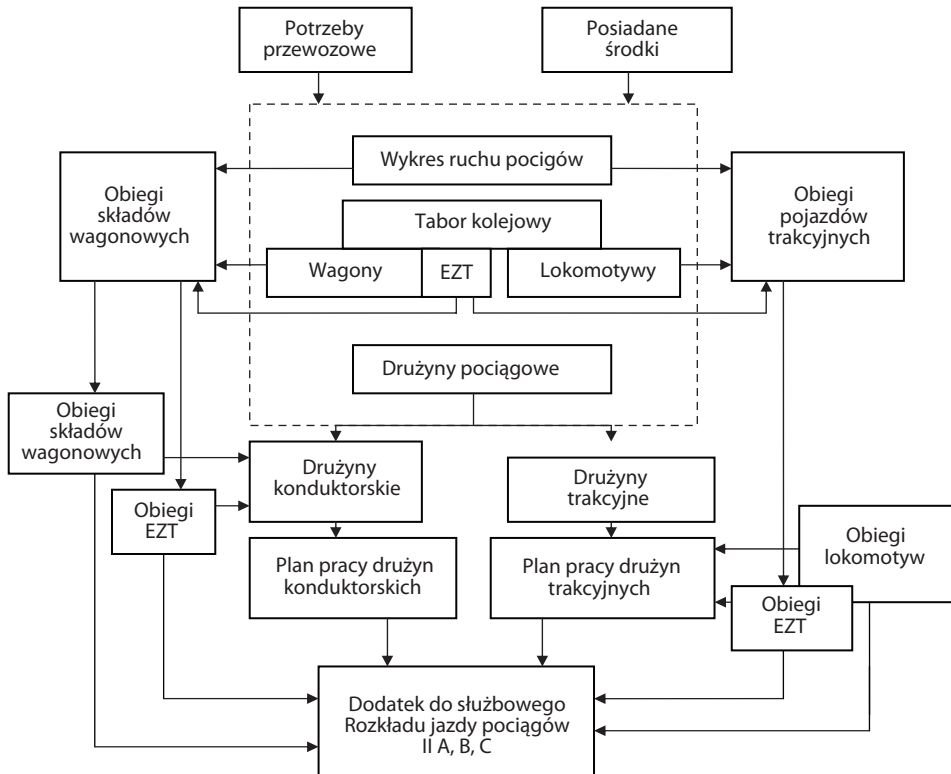 Potrzeby
przewozowe
Posiadane
środki
Wykres ruchu pocigów
Obiegi
składów
wagonowych
Obiegi
pojazdów
trakcyjnych
Tabor kolejowy
Wagony
EZT
Lokomotywy
Drużyny pociągowe
Obiegi
składów
wagonowych
Drużyny
konduktorskie
Drużyny
trakcyjne
Obiegi
EZT
Obiegi
lokomotyw
Plan pracy drużyn
konduktorskich
Plan pracy drużyn
trakcyjnych
Obiegi
EZT
Dodatek do służbowego
Rozkładu jazdy pociągów
II A, B, C